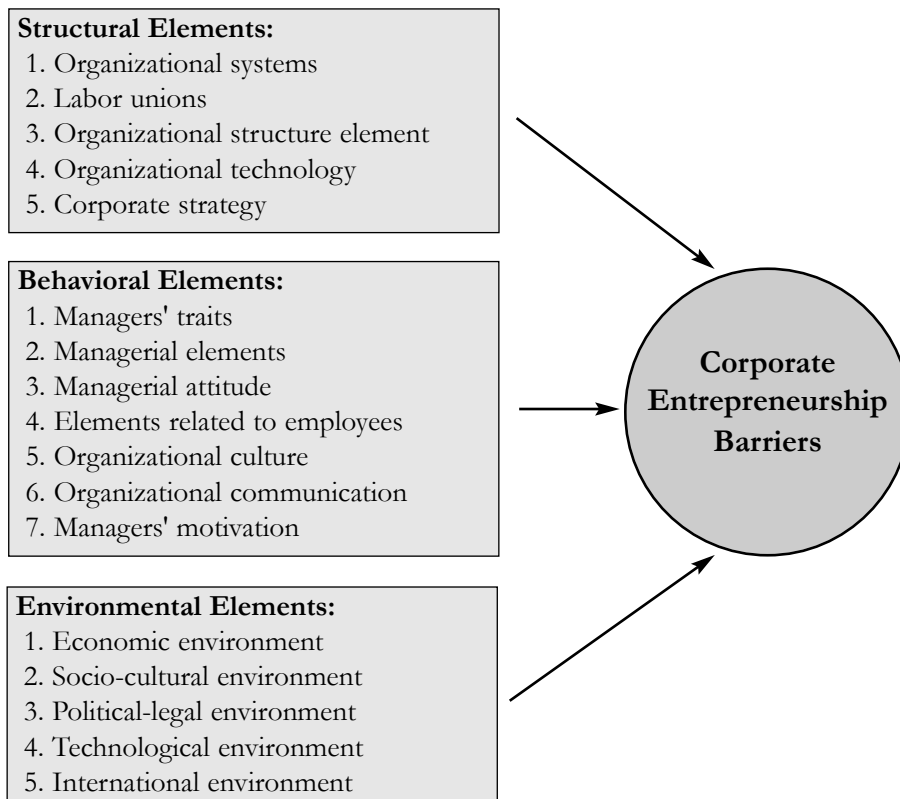 Structural Elements:
1. Organizational systems
2. Labor unions
3. Organizational structure element
4. Organizational technology
5. Corporate strategy
Behavioral Elements:
1. Managers' traits
2. Managerial elements
3. Managerial attitude
4. Elements related to employees
5. Organizational culture
6. Organizational communication
7. Managers' motivation
Environmental Elements:
1. Economic environment
2. Socio-cultural environment
3. Political-legal environment
4. Technological environment
5. International environment
Corporate
Entrepreneurship
Barriers